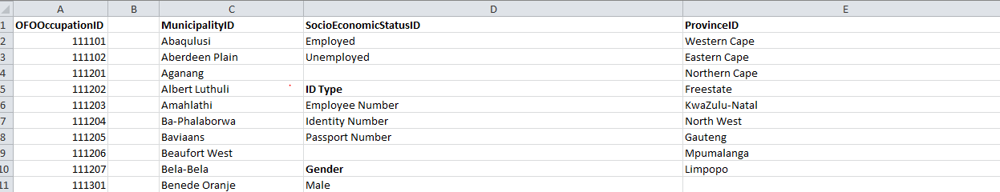 A B C D E
1 OFOOccupationID MunicipalityID SocioEconomicStatusID ProvinceID
2 111101 Abaqulusi Employed Western Cape
3 111102 Aberdeen Plain Unemployed Eastern Cape
4 111201 Aganang Northern Cape
5 111202 Albert Luthuli ID Type Freestate
6 111203 Amahlathi Employee Number KwaZulu-Natal
7 111204 Ba-Phalaborwa Identity Number North West
8 111205 Baviaans Passport Number Gauteng
9 111206 Beaufort West Mpumalanga
10 111207 Bela-Bela Gender Limpopo
11 111301 Benede Oranje Male